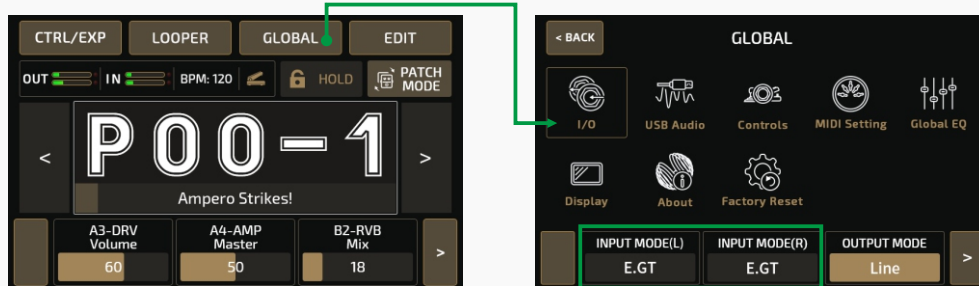 CTRL/EXP LOOPER GLOBAL EDIT
OUT IN BPM: 120 HOLD PATCH MODE
< P00-1 >
Ampero Strikes!
A3-DRV Volume A4-AMP Master B2-RVB Mix
60 50 18 >
< BACK GLOBAL
I/O USB Audio Controls MIDI Setting Global EQ
Display About Factory Reset
INPUT MODE(L) INPUT MODE(R) OUTPUT MODE
E.GT E.GT Line >